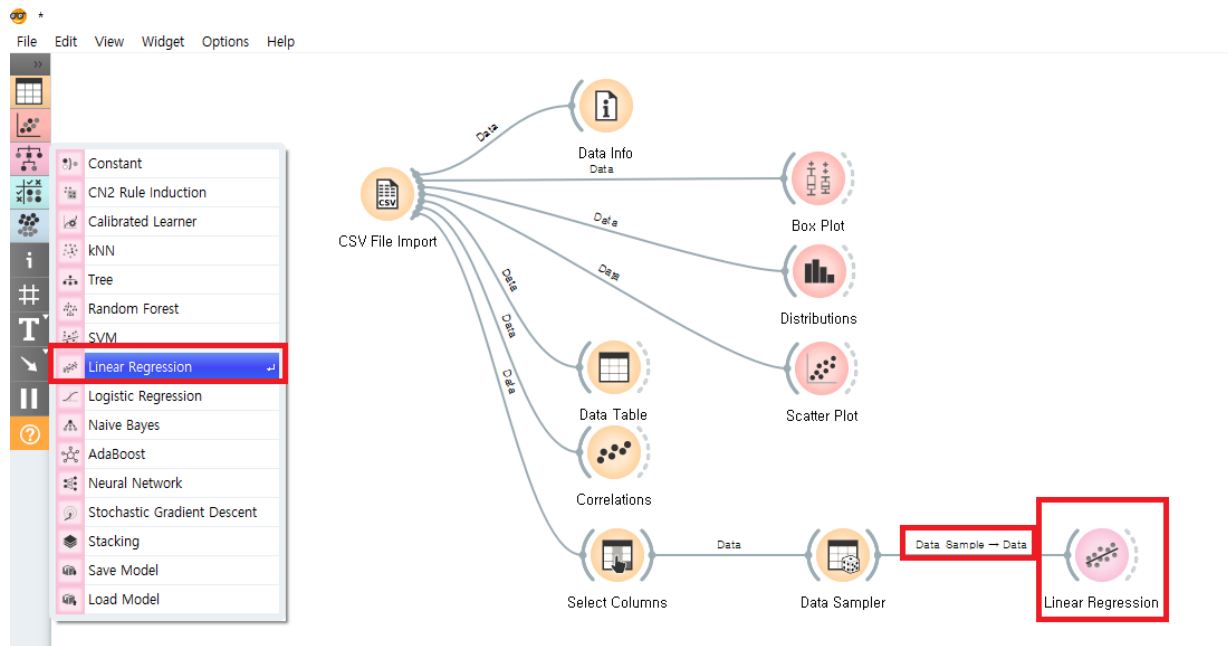 *
File Edit View Widget Options Help
»
Constant
CN2 Rule Induction
Calibrated Learner
kNN
Tree
Random Forest
SVM
Linear Regression
Logistic Regression
Naive Bayes
AdaBoost
Neural Network
Stochastic Gradient Descent
Stacking
Save Model
Load Model
CSV
CSV File Import
Data
Data Info
Data
Box Plot
Data
Distributions
Data
Scatter Plot
Data
Data Table
Data
Correlations
Data
Select Columns
Data
Data Sampler
Data Sample → Data
Linear Regression